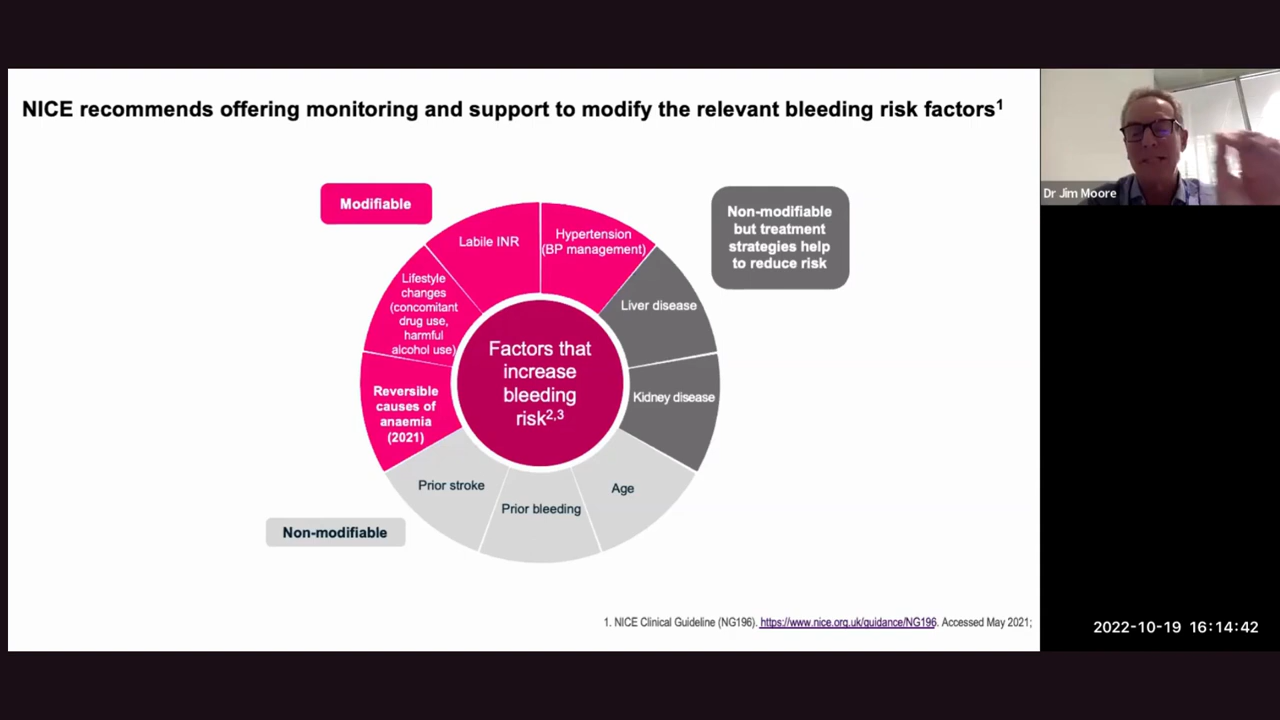 NICE recommends offering monitoring and support to modify the relevant bleeding risk factors1
Modifiable
Non-modifiable
but treatment
strategies help
to reduce risk
Labile INR
Hypertension
(BP management)
Lifestyle
changes
(concomitant
drug use,
harmful
alcohol use)
Liver disease
Factors that
increase
bleeding
risk2,3
Reversible
causes of
anaemia
(2021)
Kidney disease
Prior stroke
Prior bleeding
Age
Non-modifiable
1. NICE Clinical Guideline (NG196). https://www.nice.org.uk/guidance/NG196. Accessed May 2021;
Dr Jim Moore
2022-10-19 16:14:42